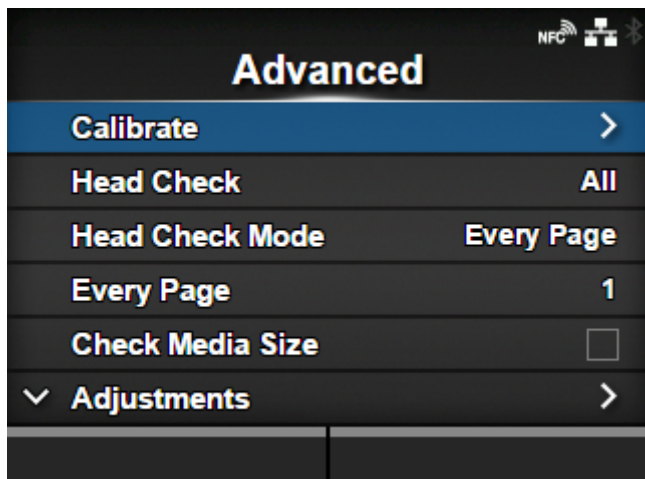 NFC
Advanced
Calibrate
Head Check All
Head Check Mode Every Page
Every Page 1
Check Media Size
Adjustments